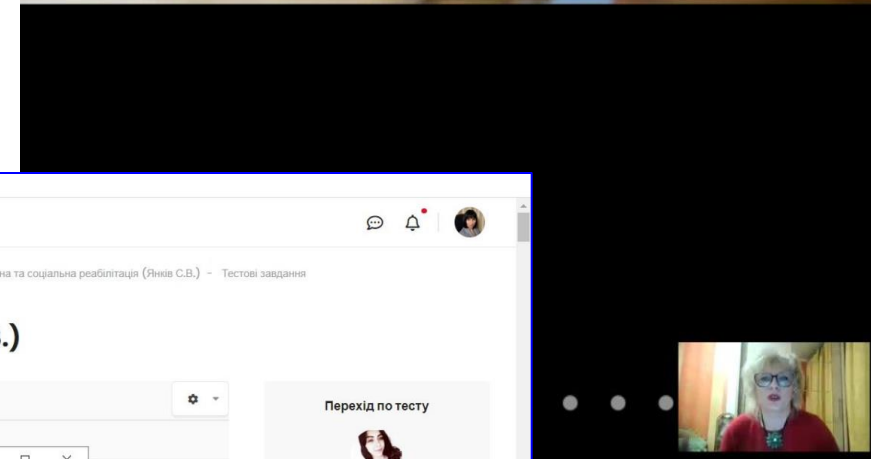 на та соціальна реабілітація (Янків С.В.) - Тестові завдання
.)
Перехід по тесту